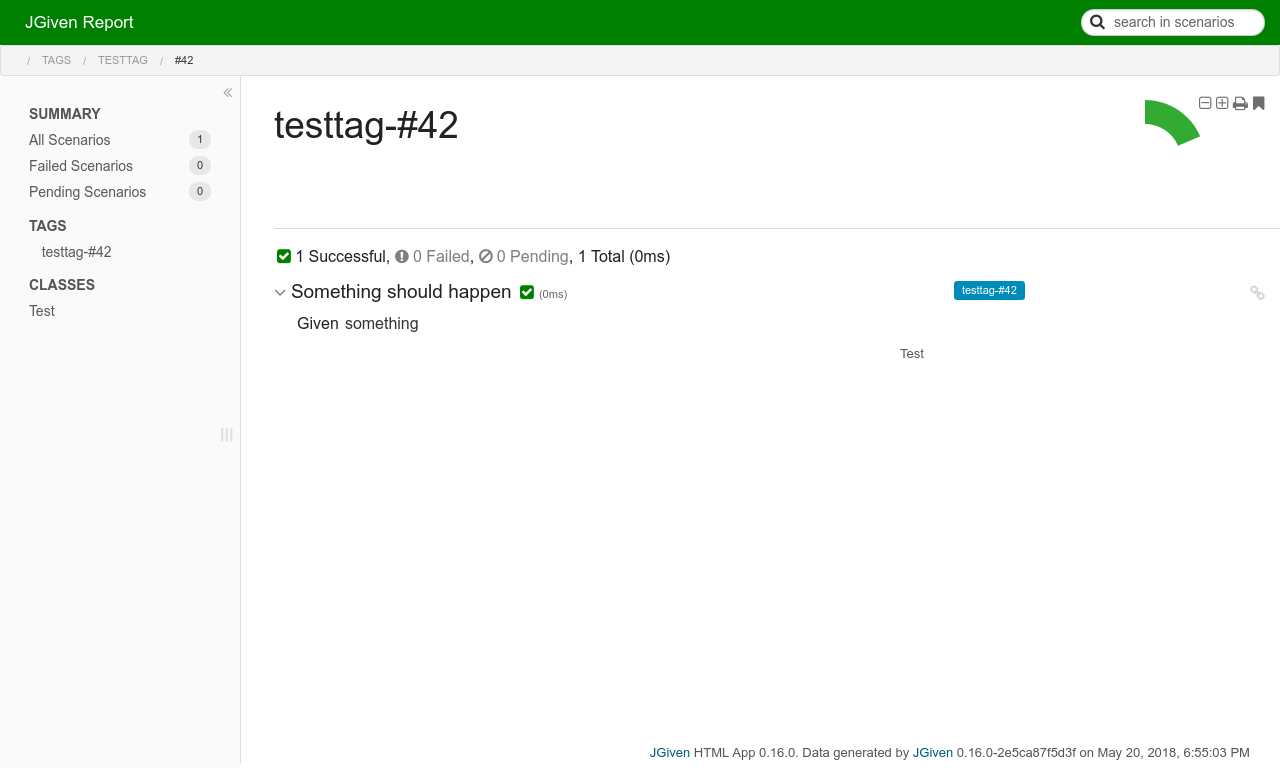 JGiven Report
search in scenarios
/ TAGS / TESTTAG / #42
SUMMARY
All Scenarios 1
Failed Scenarios 0
Pending Scenarios 0
TAGS
testtag-#42
CLASSES
Test
testtag-#42
1 Successful, 0 Failed, 0 Pending, 1 Total (0ms)
Something should happen (0ms) testtag-#42
Given something
Test
JGiven HTML App 0.16.0. Data generated by JGiven 0.16.0-2e5ca87f5d3f on May 20, 2018, 6:55:03 PM